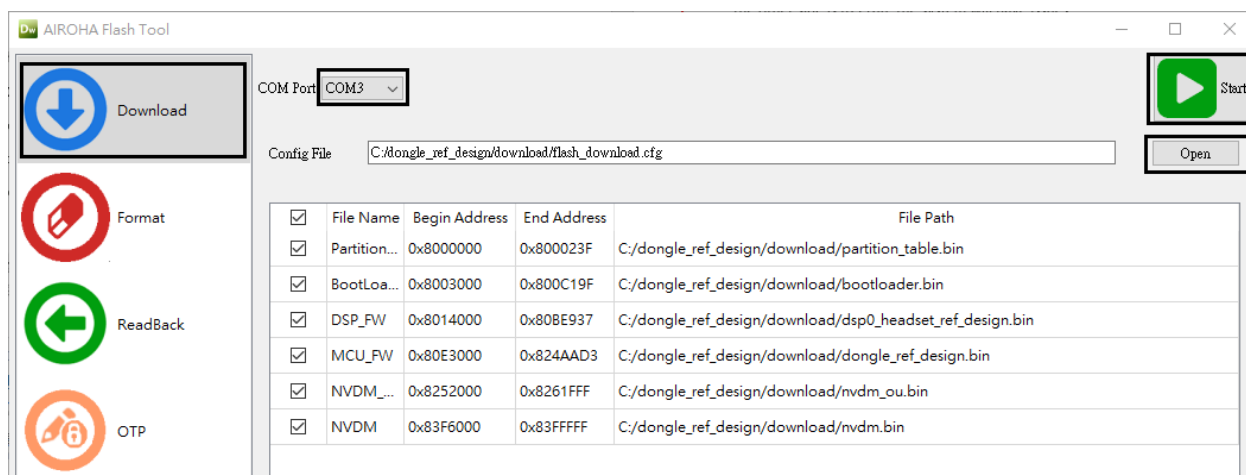 Dw AIROHA Flash Tool
Download
COM Port COM3
Start
Config File C:/dongle_ref_design/download/flash_download.cfg
Open
Format
File Name Begin Address End Address File Path
Partition... 0x8000000 0x800023F C:/dongle_ref_design/download/partition_table.bin
BootLoa... 0x8003000 0x800C19F C:/dongle_ref_design/download/bootloader.bin
ReadBack
DSP_FW 0x8014000 0x80BE937 C:/dongle_ref_design/download/dsp0_headset_ref_design.bin
MCU_FW 0x80E3000 0x824AAD3 C:/dongle_ref_design/download/dongle_ref_design.bin
NVDM_... 0x8252000 0x8261FFF C:/dongle_ref_design/download/nvdm_ou.bin
OTP
NVDM 0x83F6000 0x83FFFFF C:/dongle_ref_design/download/nvdm.bin